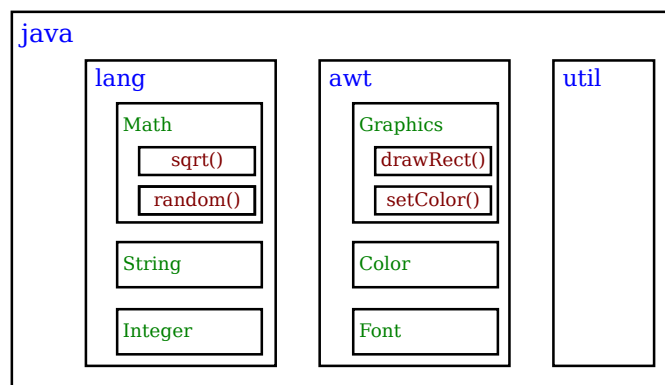 java
lang
Math
sqrt()
random()
String
Integer
awt
Graphics
drawRect()
setColor()
Color
Font
util